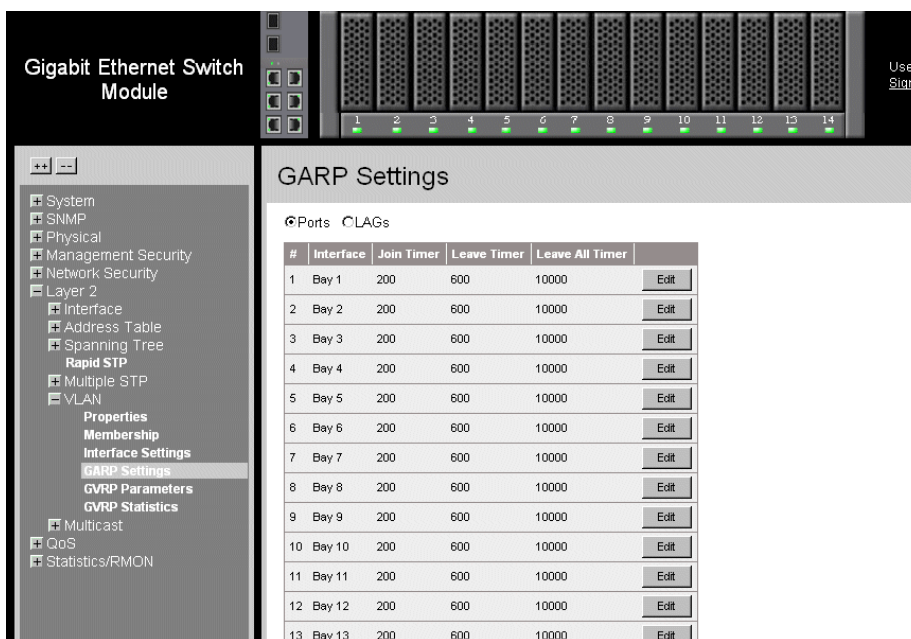 Gigabit Ethernet Switch
Module
1 2 3 4 5 6 7 8 9 10 11 12 13 14
Use
Sign
++ --
System
SNMP
Physical
Management Security
Network Security
Layer 2
Interface
Address Table
Spanning Tree
Rapid STP
Multiple STP
VLAN
Properties
Membership
Interface Settings
GARP Settings
GVRP Parameters
GVRP Statistics
Multicast
QoS
Statistics/RMON
GARP Settings
Ports LAGs
# Interface Join Timer Leave Timer Leave All Timer
1 Bay 1 200 600 10000 Edit
2 Bay 2 200 600 10000 Edit
3 Bay 3 200 600 10000 Edit
4 Bay 4 200 600 10000 Edit
5 Bay 5 200 600 10000 Edit
6 Bay 6 200 600 10000 Edit
7 Bay 7 200 600 10000 Edit
8 Bay 8 200 600 10000 Edit
9 Bay 9 200 600 10000 Edit
10 Bay 10 200 600 10000 Edit
11 Bay 11 200 600 10000 Edit
12 Bay 12 200 600 10000 Edit
13 Bay 13 200 600 10000 Edit